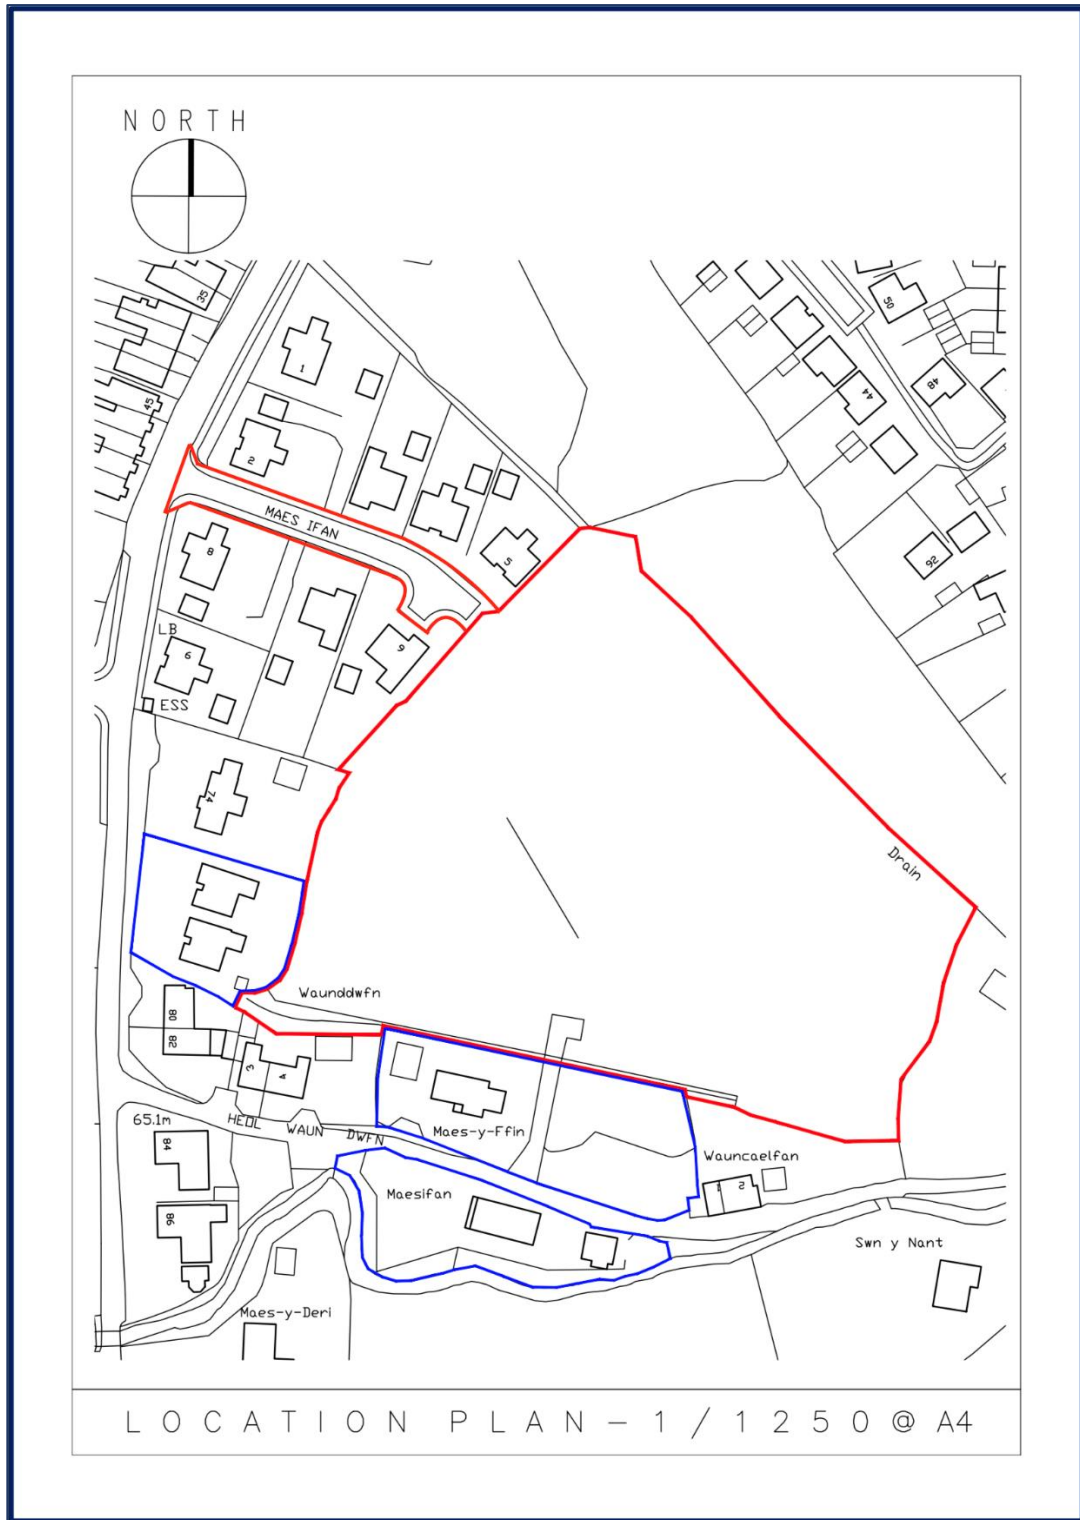 NORTH
35
50
1
44
48
45
2
MAES IFAN
5
8
26
LB
6
9
ESS
74
Drain
Waunddwfn
80
82
3
4
65.1m
HEOL WAUN DWFN
Maes-y-Ffin
84
Wauncaelfan
1 2
Maesifan
86
Swn y Nant
Maes-y-Deri
LOCATION PLAN - 1/1250 @ A4